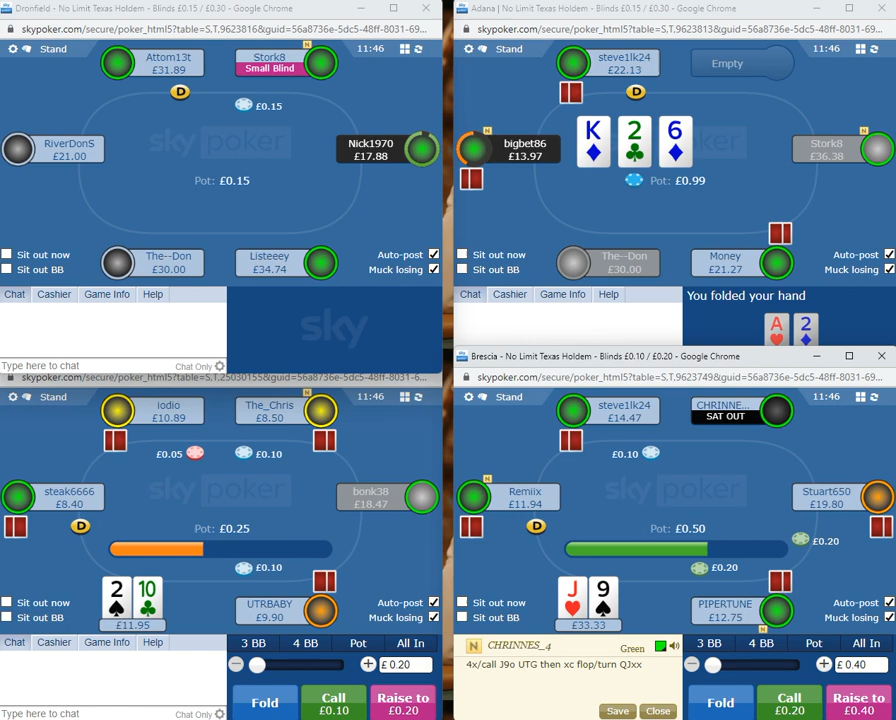 Dronfield - No Limit Texas Holdem - Blinds £0.15 / £0.30 - Google Chrome
skypoker.com/secure/poker_html5?table=S,T,9623816&guid=56a8736e-5dc5-48ff-8031-69...
Stand
11:46
Attom13t
£31.89
N
Stork8
Small Blind
D
£0.15
RiverDonS
£21.00
Nick1970
£17.88
sky poker
Pot: £0.15
Sit out now
Sit out BB
The--Don
£30.00
Listeeey
£34.74
Auto-post
Muck losing
Chat
Cashier
Game Info
Help
sky
Type here to chat
Chat Only
Adana | No Limit Texas Holdem - Blinds £0.15 / £0.30 - Google Chrome
skypoker.com/secure/poker_html5?table=S,T,9623813&guid=56a8736e-5dc5-48ff-8031-69...
Stand
11:46
steve1lk24
£22.13
Empty
D
N
bigbet86
£13.97
K
2
6
N
Stork8
£36.38
Pot: £0.99
Sit out now
Sit out BB
The--Don
£30.00
Money
£21.27
Auto-post
Muck losing
Chat
Cashier
Game Info
Help
You folded your hand
A
2
skypoker.com/secure/poker_html5?table=S,T,25030155&guid=56a8736e-5dc5-48ff-8031-69...
Stand
11:46
iodio
£10.89
N
The_Chris
£8.50
£0.05
£0.10
steak6666
£8.40
bonk38
£18.47
sky poker
D
Pot: £0.25
£0.10
2
10
£11.95
UTRBABY
£9.90
Sit out now
Sit out BB
Auto-post
Muck losing
Chat
Cashier
Game Info
Help
3 BB
4 BB
Pot
All In
£ 0.20
Fold
Call
£0.10
Raise to
£0.20
Type here to chat
Chat Only
Brescia - No Limit Texas Holdem - Blinds £0.10 / £0.20 - Google Chrome
skypoker.com/secure/poker_html5?table=S,T,9623749&guid=56a8736e-5dc5-48ff-8031-69...
Stand
11:46
steve1lk24
£14.47
CHRINNE...
SAT OUT
£0.10
N
Remiix
£11.94
Stuart650
£19.80
sky poker
D
Pot: £0.50
£0.20
£0.20
J
9
£33.33
PIPERTUNE
£12.75
N
Sit out now
Sit out BB
Auto-post
Muck losing
N
CHRINNES_4
Green
4x/call J9o UTG then xc flop/turn QJxx
Save
Close
3 BB
4 BB
Pot
All In
£ 0.40
Fold
Call
£0.20
Raise to
£0.40